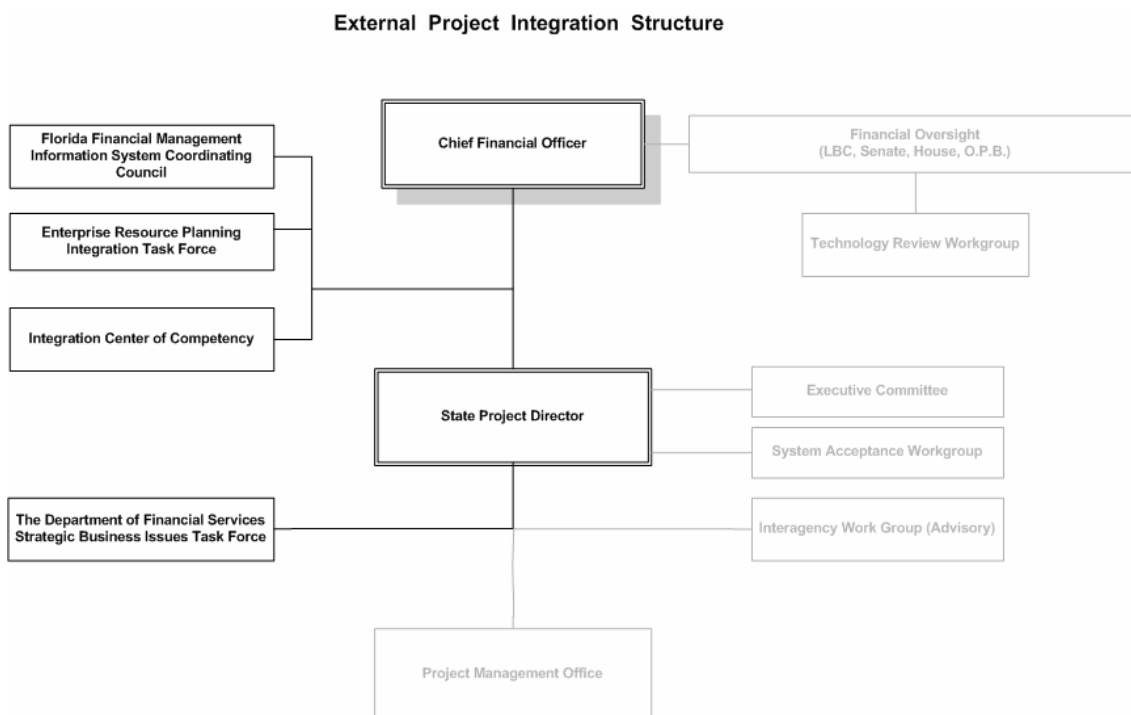 External Project Integration Structure
Chief Financial Officer
Florida Financial Management
Information System Coordinating
Council
Financial Oversight
(LBC, Senate, House, O.P.B.)
Enterprise Resource Planning
Integration Task Force
Technology Review Workgroup
Integration Center of Competency
State Project Director
Executive Committee
System Acceptance Workgroup
The Department of Financial Services
Strategic Business Issues Task Force
Interagency Work Group (Advisory)
Project Management Office